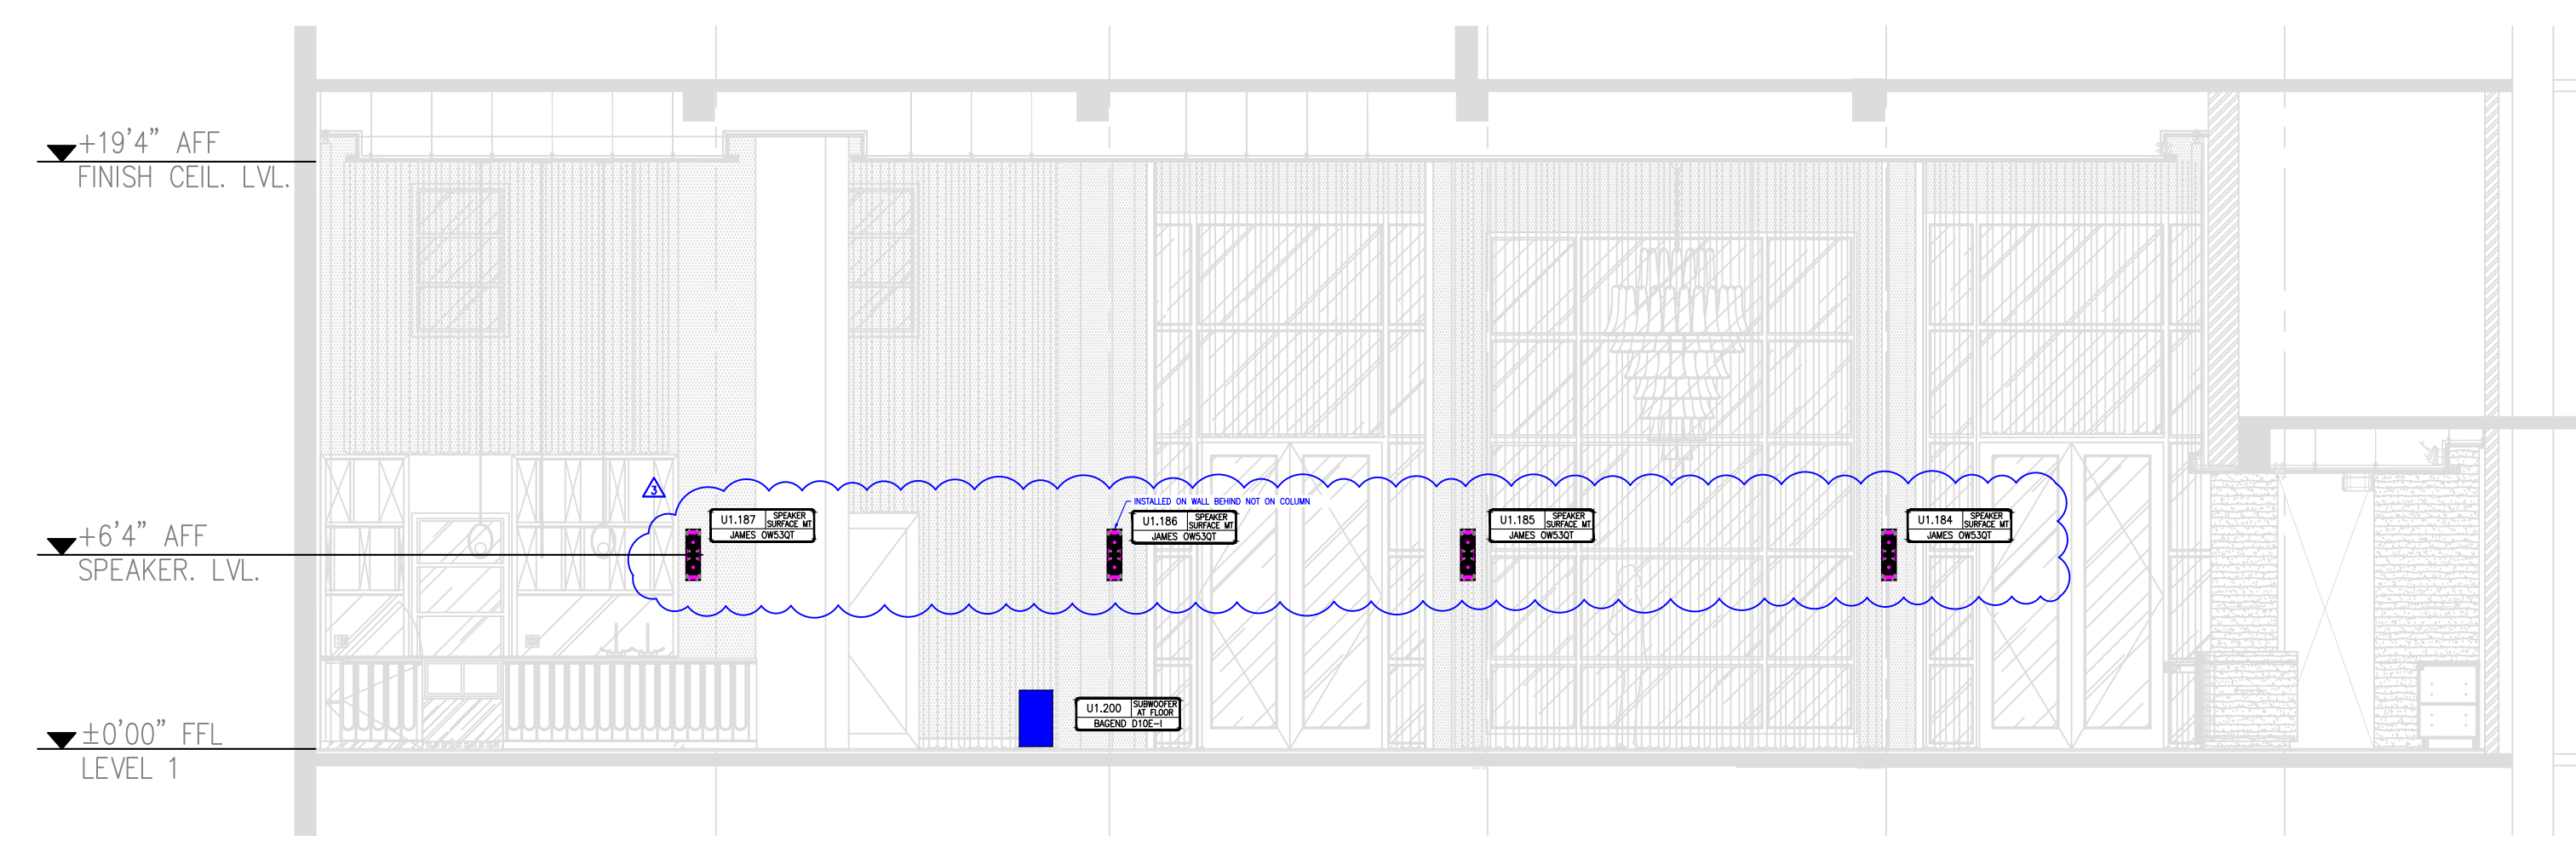 +19'4" AFF
FINISH CEIL. LVL.
3
INSTALLED ON WALL BEHIND NOT ON COLUMN
U1.187
SPEAKER
SURFACE MT
JAMES OW53QT
U1.186
SPEAKER
SURFACE MT
JAMES OW53QT
U1.185
SPEAKER
SURFACE MT
JAMES OW53QT
U1.184
SPEAKER
SURFACE MT
JAMES OW53QT
+6'4" AFF
SPEAKER. LVL.
U1.200
SUBWOOFER
AT FLOOR
BAGEND D10E-I
±0'00" FFL
LEVEL 1